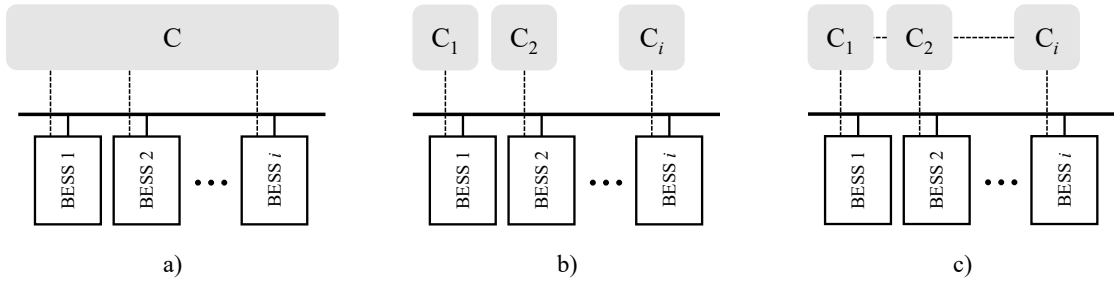 C
C₁ C₂ Cᵢ
C₁ C₂ Cᵢ
BESS 1
BESS 2
BESS i
BESS 1
BESS 2
BESS i
BESS 1
BESS 2
BESS i
a)
b)
c)